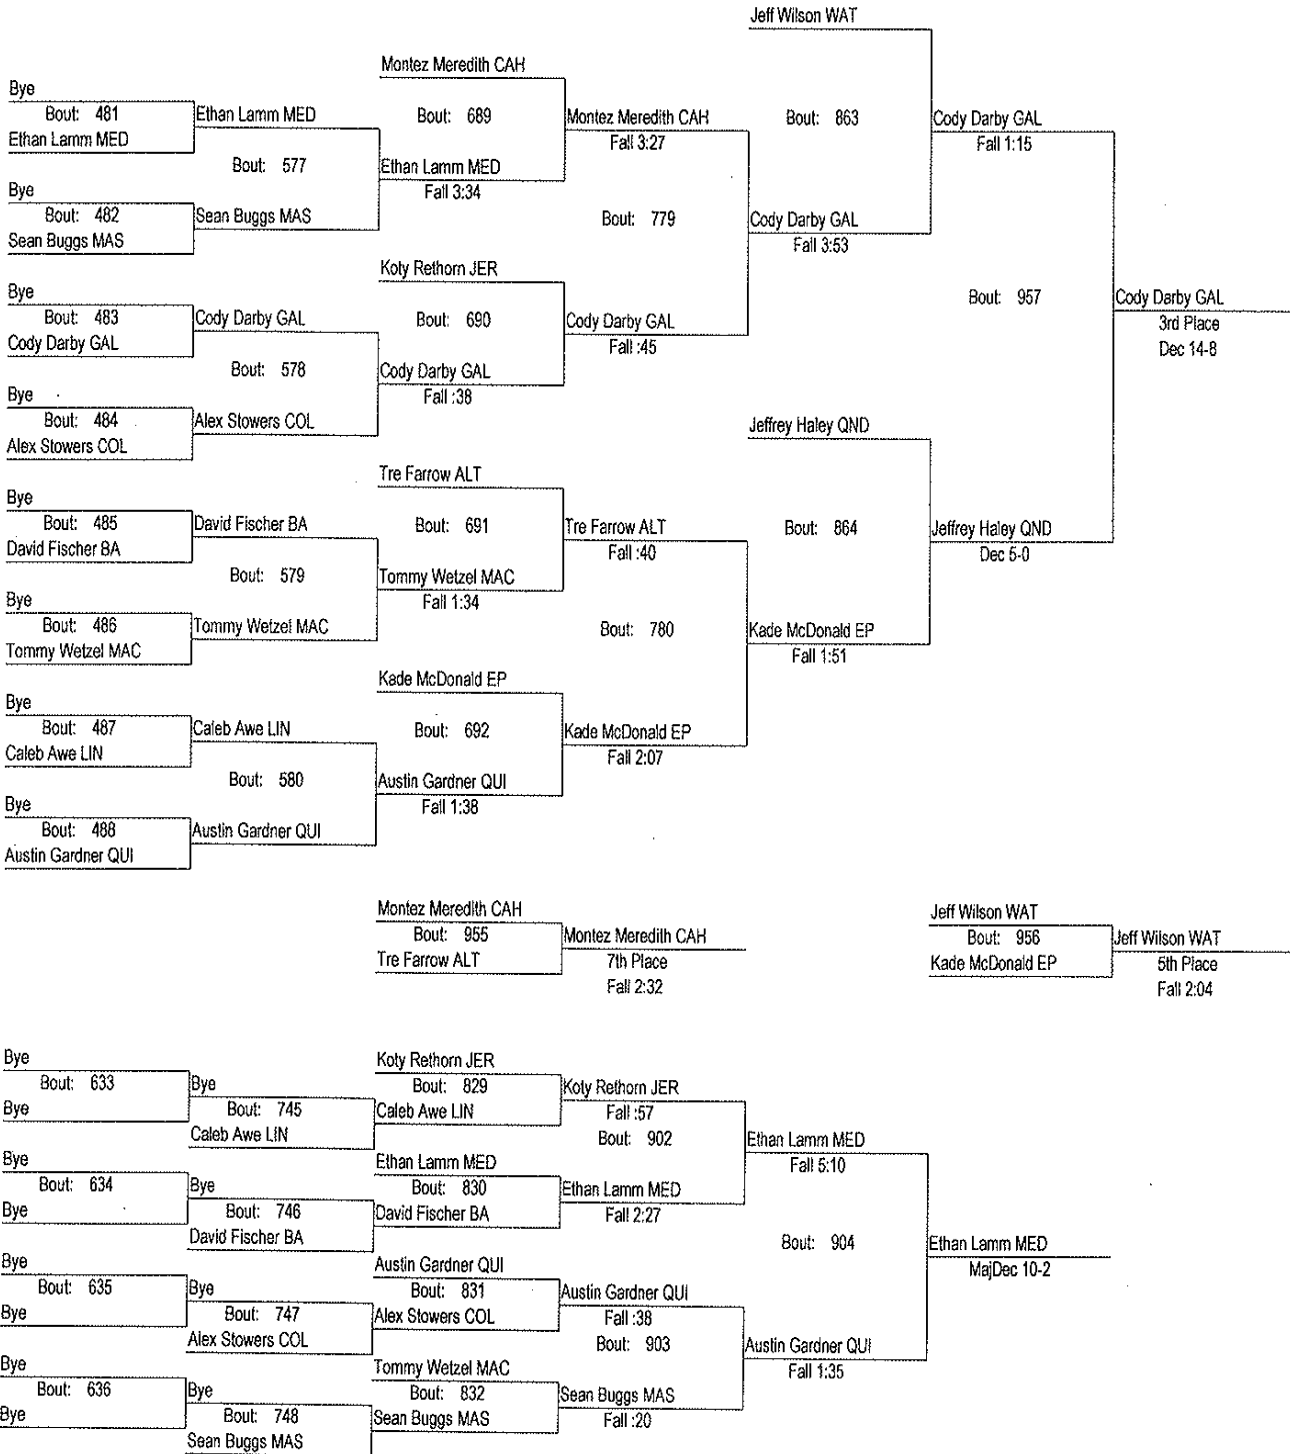 Jeff Wilson WAT
Montez Meredith CAH
Bye
Bout: 481
Ethan Lamm MED
Ethan Lamm MED
Bout: 689
Montez Meredith CAH
Fall 3:27
Bout: 863
Cody Darby GAL
Fall 1:15
Bout: 577
Ethan Lamm MED
Fall 3:34
Bye
Bout: 482
Sean Buggs MAS
Sean Buggs MAS
Bout: 779
Cody Darby GAL
Fall 3:53
Koty Rethorn JER
Bye
Bout: 483
Cody Darby GAL
Cody Darby GAL
Bout: 690
Cody Darby GAL
Fall :45
Bout: 957
Cody Darby GAL
3rd Place
Dec 14-8
Bout: 578
Cody Darby GAL
Fall :38
Bye
Bout: 484
Alex Stowers COL
Alex Stowers COL
Jeffrey Haley QND
Tre Farrow ALT
Bye
Bout: 485
David Fischer BA
David Fischer BA
Bout: 691
Tre Farrow ALT
Fall :40
Bout: 864
Jeffrey Haley QND
Dec 5-0
Bout: 579
Tommy Wetzel MAC
Fall 1:34
Bye
Bout: 486
Tommy Wetzel MAC
Tommy Wetzel MAC
Bout: 780
Kade McDonald EP
Fall 1:51
Kade McDonald EP
Bye
Bout: 487
Caleb Awe LIN
Caleb Awe LIN
Bout: 692
Kade McDonald EP
Fall 2:07
Bout: 580
Austin Gardner QUI
Fall 1:38
Bye
Bout: 488
Austin Gardner QUI
Austin Gardner QUI
Montez Meredith CAH
Bout: 955
Tre Farrow ALT
Montez Meredith CAH
7th Place
Fall 2:32
Jeff Wilson WAT
Bout: 956
Kade McDonald EP
Jeff Wilson WAT
5th Place
Fall 2:04
Bye
Bout: 633
Bye
Bye
Bout: 745
Caleb Awe LIN
Koty Rethorn JER
Bout: 829
Caleb Awe LIN
Koty Rethorn JER
Fall :57
Bout: 902
Ethan Lamm MED
Fall 5:10
Bye
Bout: 634
Bye
Bye
Bout: 746
David Fischer BA
Ethan Lamm MED
Bout: 830
David Fischer BA
Ethan Lamm MED
Fall 2:27
Bout: 904
Ethan Lamm MED
MajDec 10-2
Bye
Bout: 635
Bye
Bye
Bout: 747
Alex Stowers COL
Austin Gardner QUI
Bout: 831
Alex Stowers COL
Austin Gardner QUI
Fall :38
Bout: 903
Austin Gardner QUI
Fall 1:35
Bye
Bout: 636
Bye
Bye
Bout: 748
Sean Buggs MAS
Tommy Wetzel MAC
Bout: 832
Sean Buggs MAS
Sean Buggs MAS
Fall :20